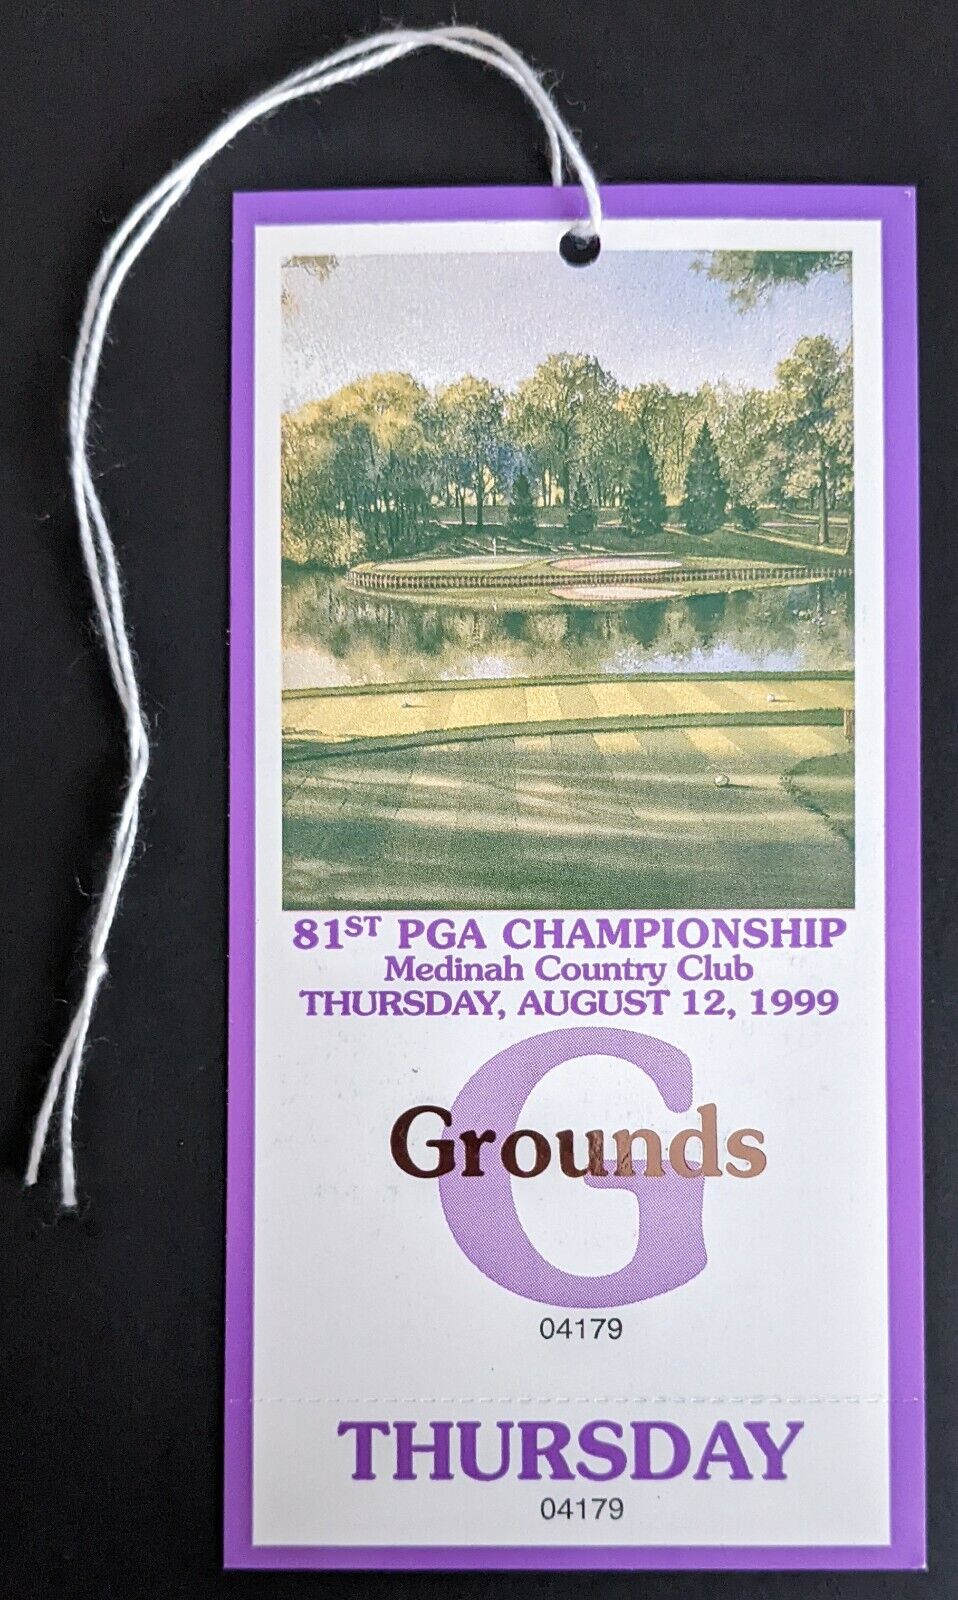 81ST PGA CHAMPIONSHIP
Medinah Country Club
THURSDAY, AUGUST 12, 1999
G
Grounds
04179
THURSDAY
04179